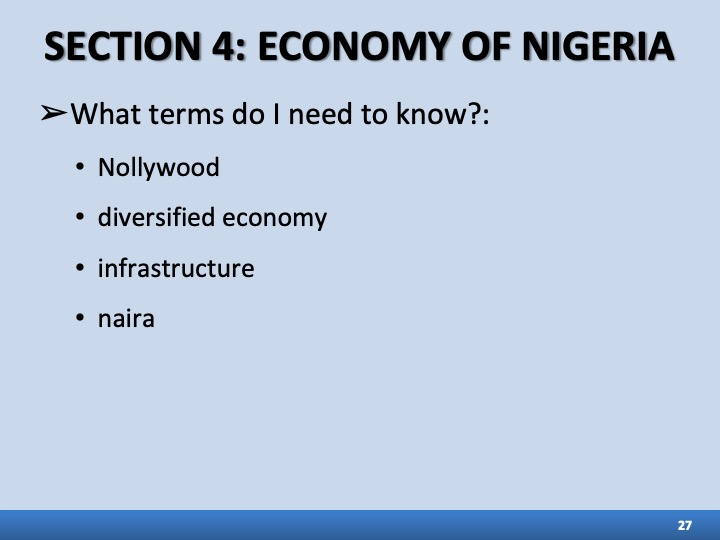 SECTION 4: ECONOMY OF NIGERIA
➢What terms do I need to know?:
• Nollywood
• diversified economy
• infrastructure
• naira
27